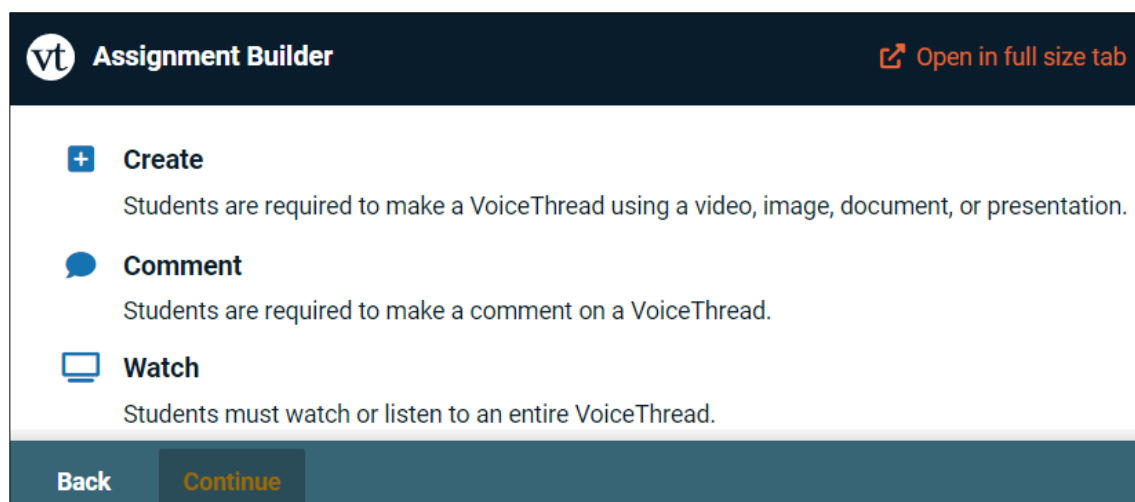 vt Assignment Builder Open in full size tab
Create
Students are required to make a VoiceThread using a video, image, document, or presentation.
Comment
Students are required to make a comment on a VoiceThread.
Watch
Students must watch or listen to an entire VoiceThread.
Back Continue